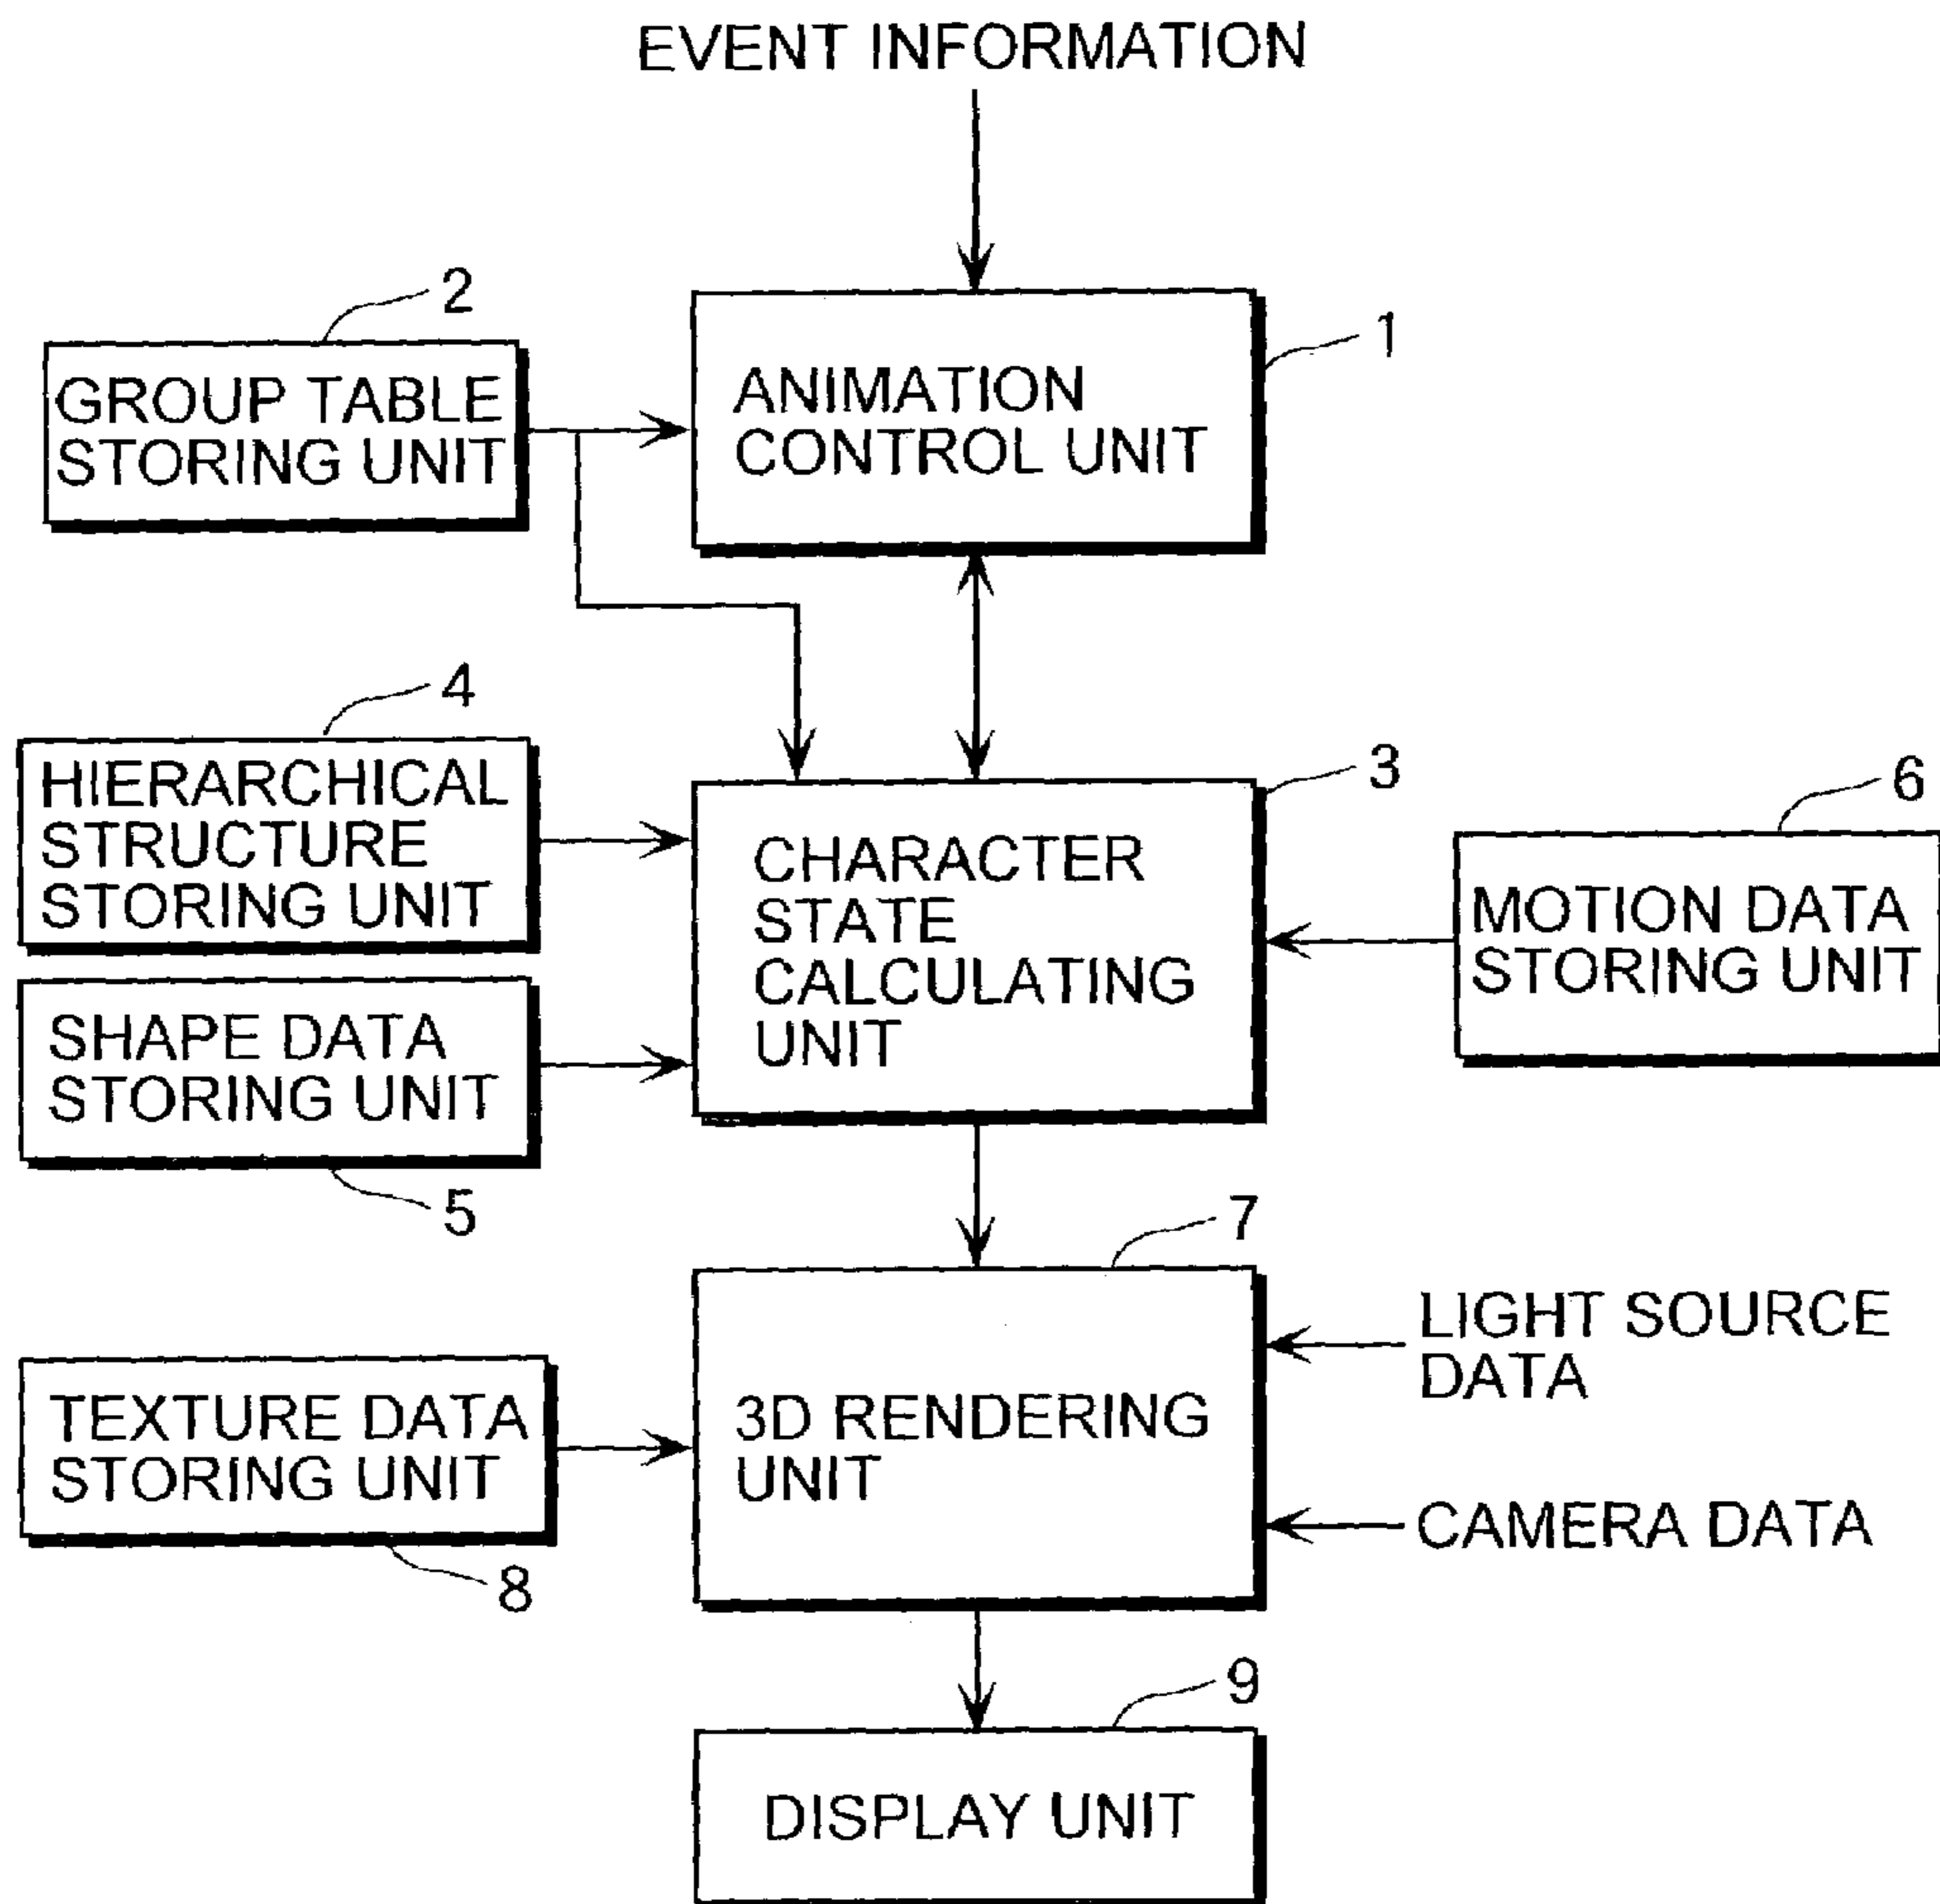 EVENT INFORMATION
2
GROUP TABLE
STORING UNIT
1
ANIMATION
CONTROL UNIT
4
HIERARCHICAL
STRUCTURE
STORING UNIT
3
CHARACTER
STATE
CALCULATING
UNIT
6
MOTION DATA
STORING UNIT
SHAPE DATA
STORING UNIT
5
7
3D RENDERING
UNIT
LIGHT SOURCE
DATA
CAMERA DATA
TEXTURE DATA
STORING UNIT
8
9
DISPLAY UNIT